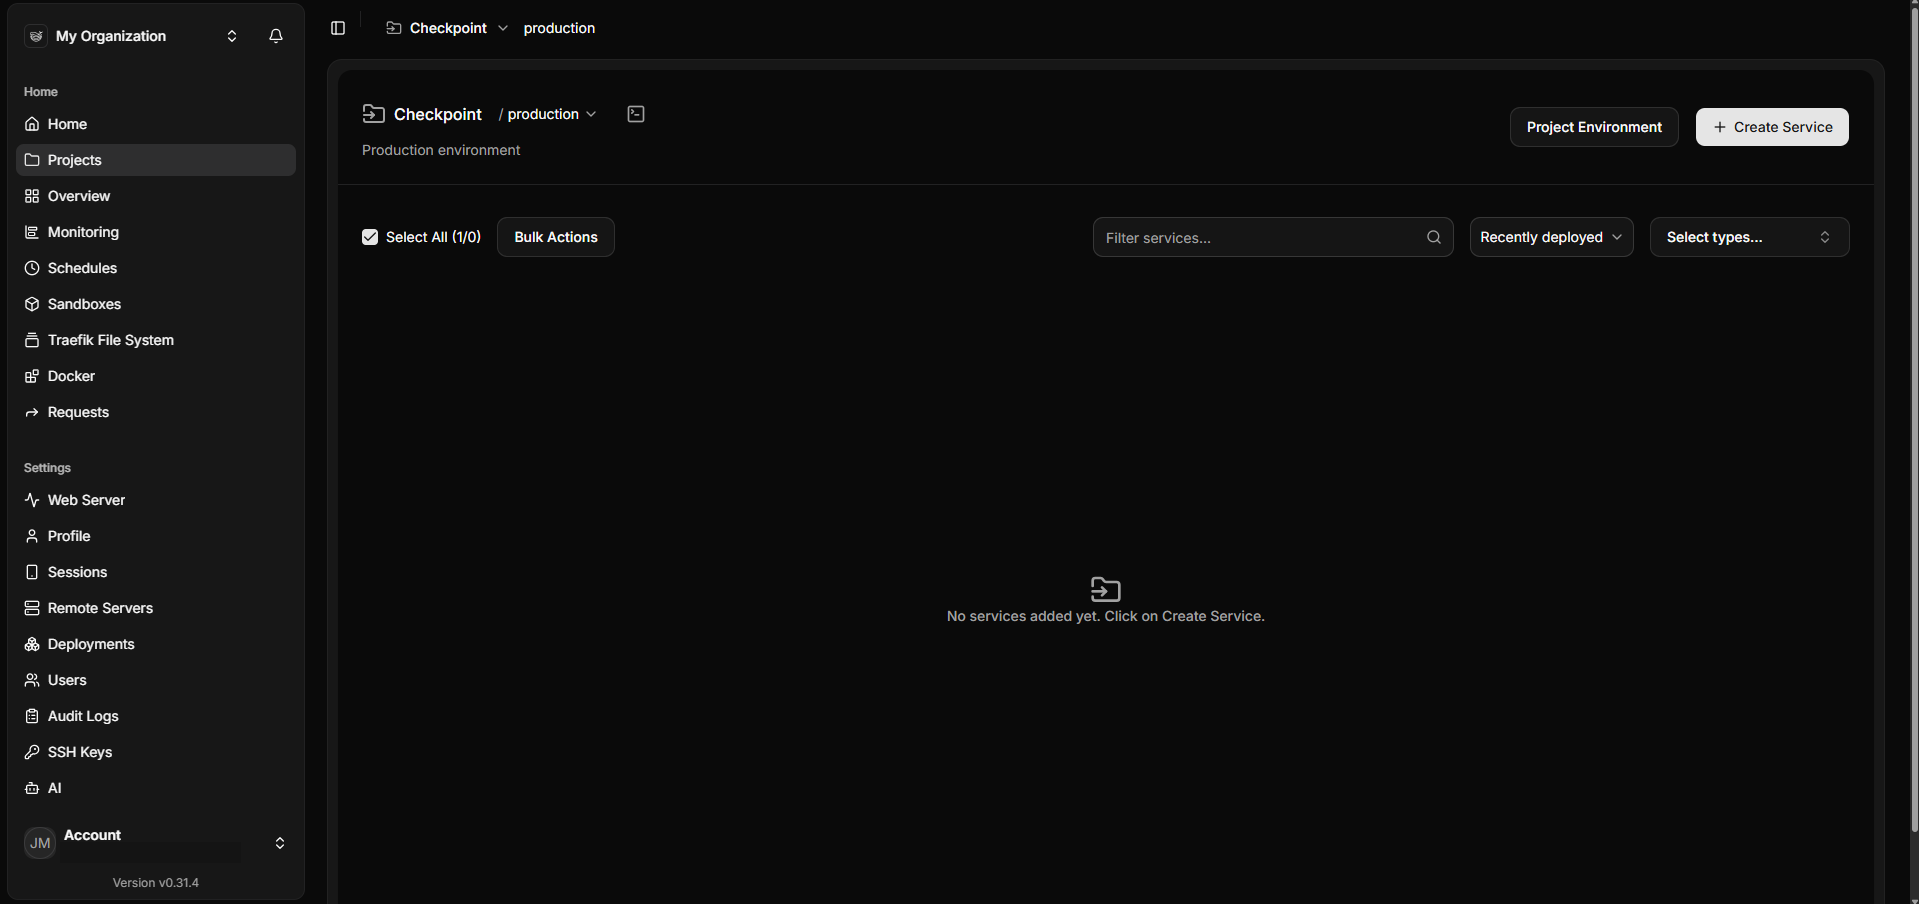 My Organization
Home
Home
Projects
Overview
Monitoring
Schedules
Sandboxes
Traefik File System
Docker
Requests
Settings
Web Server
Profile
Sessions
Remote Servers
Deployments
Users
Audit Logs
SSH Keys
AI
JM
Account
Version v0.31.4
Checkpoint
production
Checkpoint / production
Production environment
Project Environment
+ Create Service
Select All (1/0)
Bulk Actions
Filter services...
Recently deployed
Select types...
No services added yet. Click on Create Service.